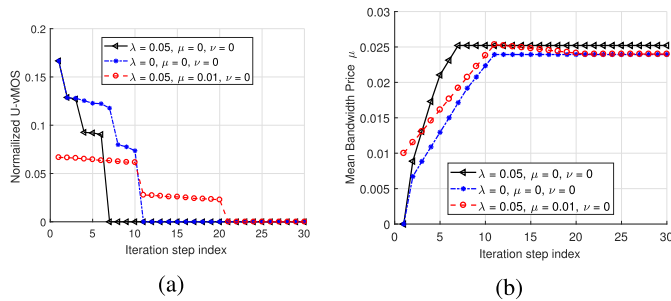 0.2
0.15
0.1
0.05
0
0 5 10 15 20 25 30
Normailized U-vMOS
Iteration step index
λ = 0.05, μ = 0, ν = 0
λ = 0, μ = 0, ν = 0
λ = 0.05, μ = 0.01, ν = 0
(a)
0.03
0.025
0.02
0.015
0.01
0.005
0
0 5 10 15 20 25 30
Mean Bandwidth Price μ
Iteration step index
λ = 0.05, μ = 0, ν = 0
λ = 0, μ = 0, ν = 0
λ = 0.05, μ = 0.01, ν = 0
(b)